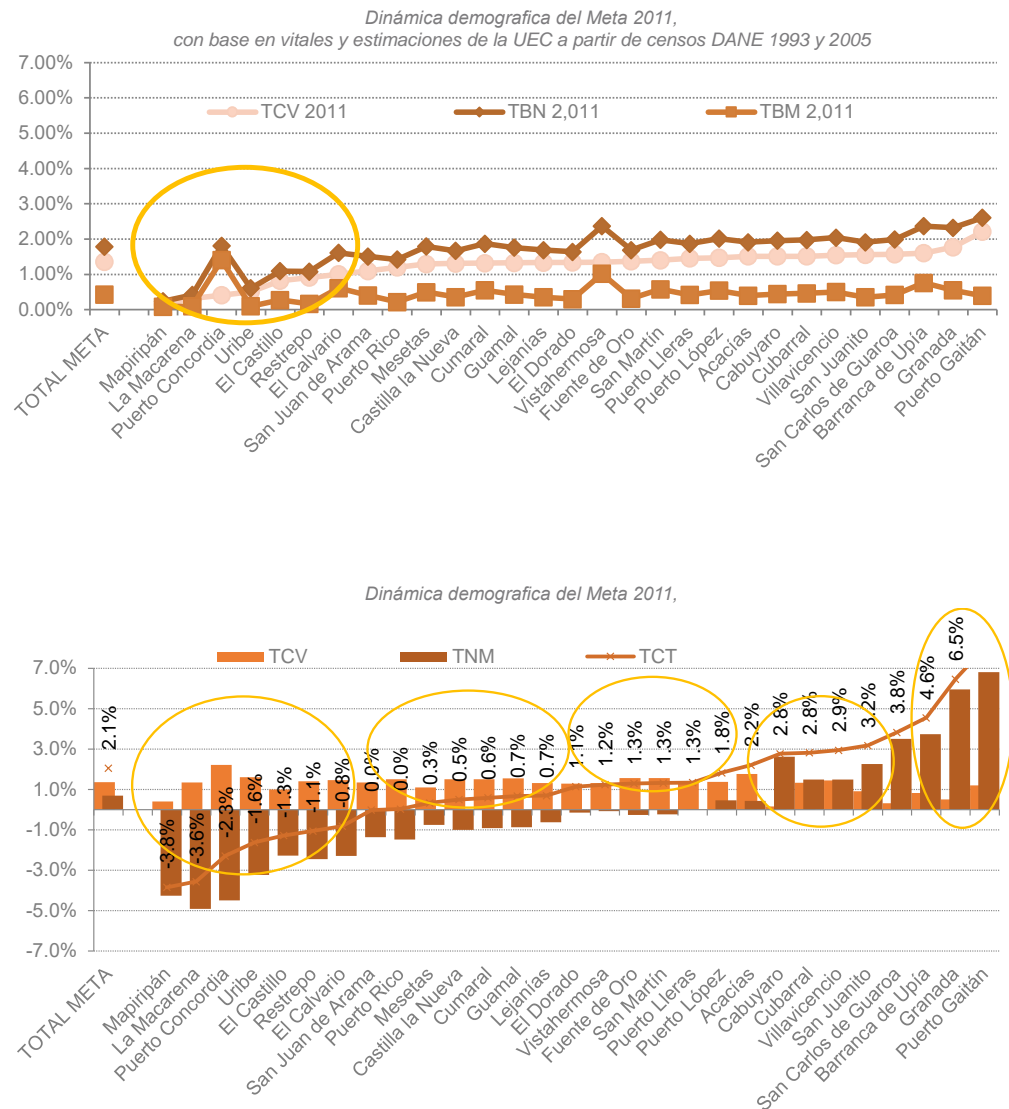 Dinámica demografica del Meta 2011,
con base en vitales y estimaciones de la UEC a partir de censos DANE 1993 y 2005
7.00%
6.00%
5.00%
4.00%
3.00%
2.00%
1.00%
0.00%
TCV 2011
TBN 2,011
TBM 2,011
TOTAL META
Mapiripán
La Macarena
Puerto Concordia
Uribe
El Castillo
Restrepo
El Calvario
San Juan de Arama
Puerto Rico
Mesetas
Castilla la Nueva
Cumaral
Guamal
Lejanías
El Dorado
Vistahermosa
Fuente de Oro
San Martín
Puerto Lleras
Puerto López
Acacías
Cabuyaro
Cubarral
Villavicencio
San Juanito
San Carlos de Guaroa
Barranca de Upía
Granada
Puerto Gaitán
Dinámica demografica del Meta 2011,
TCV
TNM
TCT
7.0%
5.0%
3.0%
1.0%
-1.0%
-3.0%
-5.0%
-7.0%
2.1%
-3.8%
-3.6%
-2.3%
-1.6%
-1.3%
-1.1%
-0.8%
0.0%
0.0%
0.3%
0.5%
0.6%
0.7%
0.7%
1.1%
1.2%
1.3%
1.3%
1.3%
1.8%
2.2%
2.8%
2.8%
2.9%
3.2%
3.8%
4.6%
6.5%
TOTAL META
Mapiripán
La Macarena
Puerto Concordia
Uribe
El Castillo
Restrepo
El Calvario
San Juan de Arama
Puerto Rico
Mesetas
Castilla la Nueva
Cumaral
Guamal
Lejanías
El Dorado
Vistahermosa
Fuente de Oro
San Martín
Puerto Lleras
Puerto López
Acacías
Cabuyaro
Cubarral
Villavicencio
San Juanito
San Carlos de Guaroa
Barranca de Upía
Granada
Puerto Gaitán